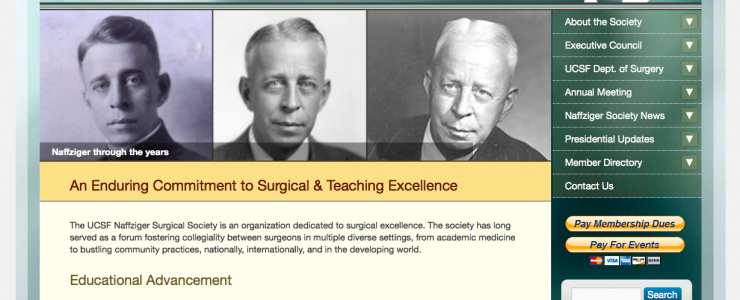 Naffziger through the years
An Enduring Commitment to Surgical & Teaching Excellence
The UCSF Naffziger Surgical Society is an organization dedicated to surgical excellence. The society has long
served as a forum fostering collegiality between surgeons in multiple diverse settings, from academic medicine
to bustling community practices, nationally, internationally, and in the developing world.
Educational Advancement
About the Society
Executive Council
UCSF Dept. of Surgery
Annual Meeting
Naffziger Society News
Presidential Updates
Member Directory
Contact Us
Pay Membership Dues
Pay For Events
VISA
BANK
Search